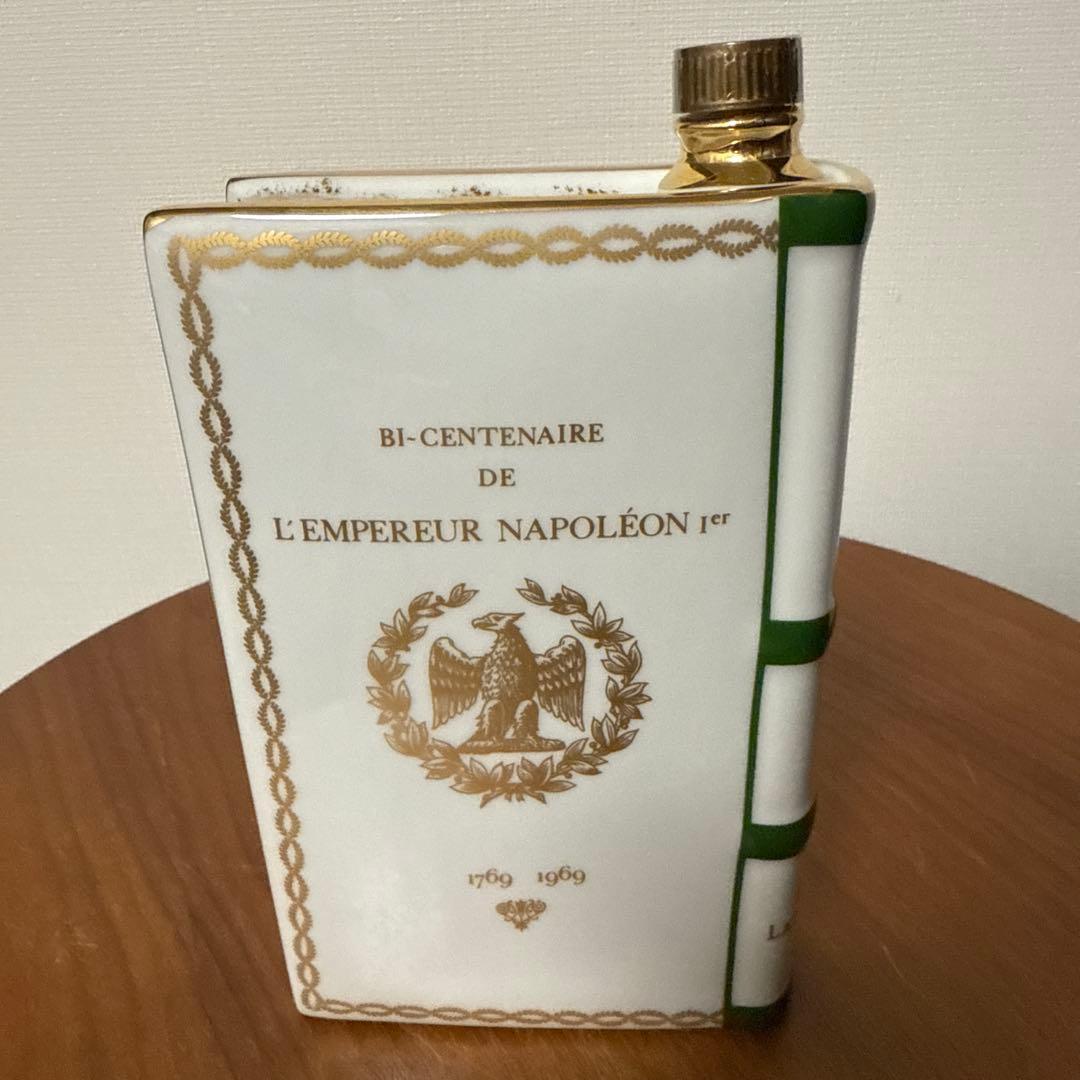 BI-CENTENAIRE
DE
L'EMPEREUR NAPOLÉON Ier
1769 1969